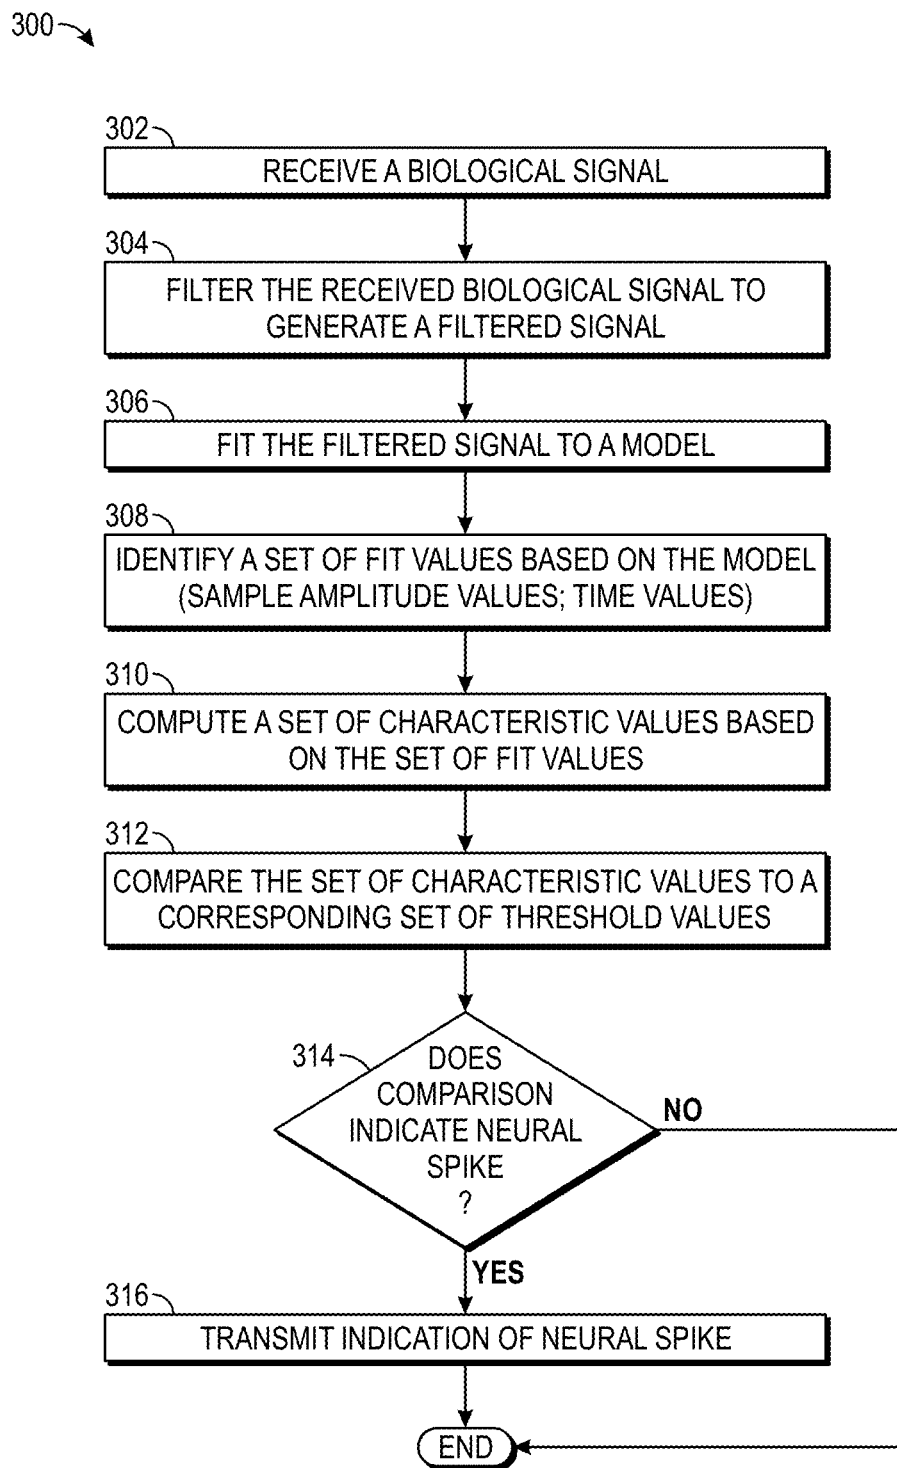 300
302
RECEIVE A BIOLOGICAL SIGNAL
304
FILTER THE RECEIVED BIOLOGICAL SIGNAL TO
GENERATE A FILTERED SIGNAL
306
FIT THE FILTERED SIGNAL TO A MODEL
308
IDENTIFY A SET OF FIT VALUES BASED ON THE MODEL
(SAMPLE AMPLITUDE VALUES; TIME VALUES)
310
COMPUTE A SET OF CHARACTERISTIC VALUES BASED
ON THE SET OF FIT VALUES
312
COMPARE THE SET OF CHARACTERISTIC VALUES TO A
CORRESPONDING SET OF THRESHOLD VALUES
314
DOES
COMPARISON
INDICATE NEURAL
SPIKE
?
NO
YES
316
TRANSMIT INDICATION OF NEURAL SPIKE
END